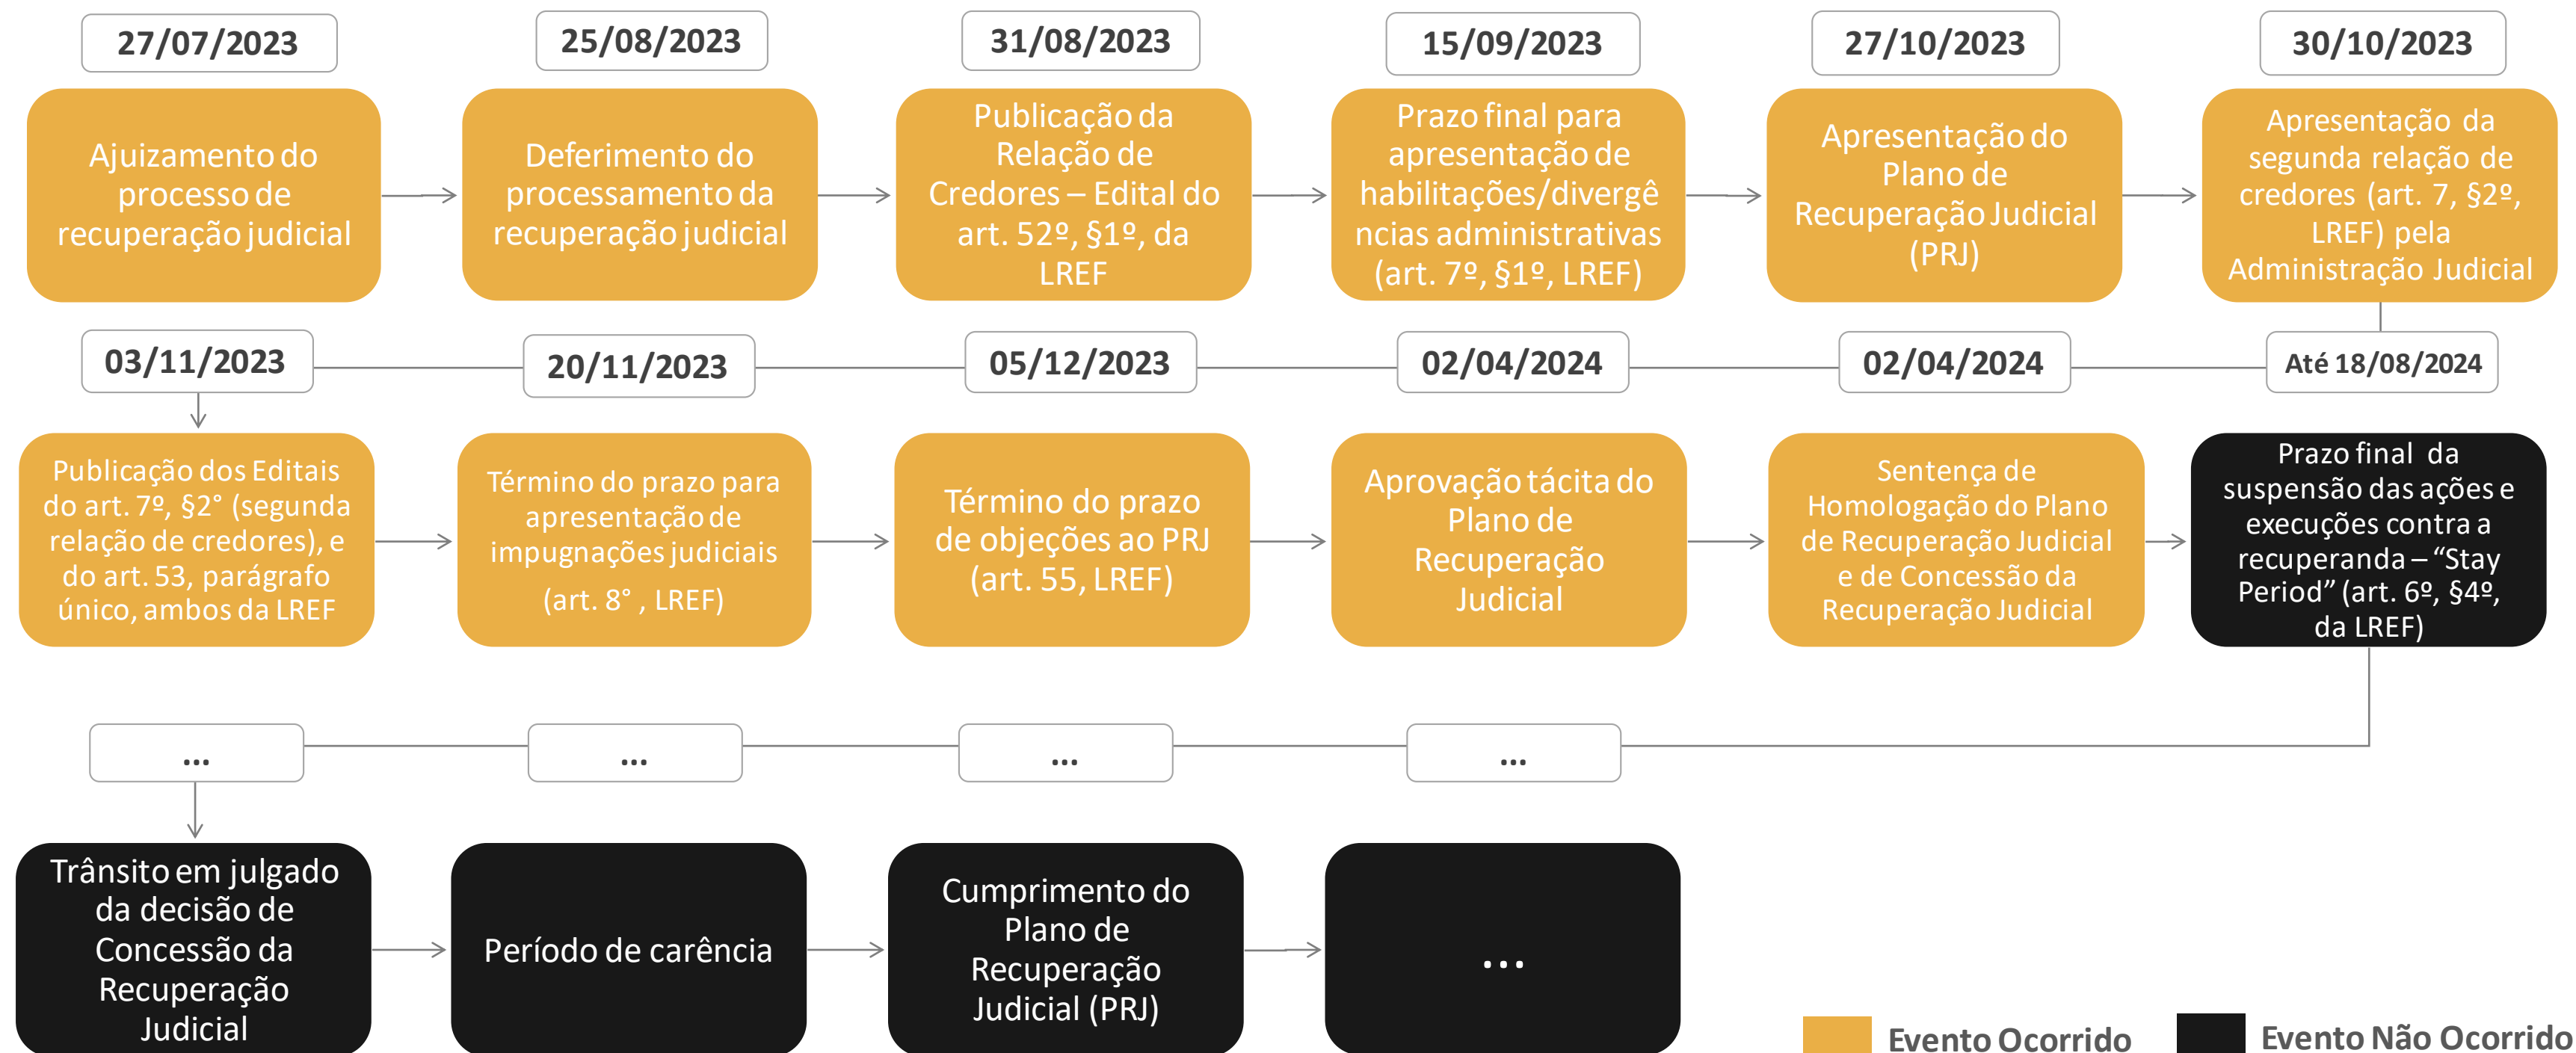 27/07/2023
25/08/2023
31/08/2023
15/09/2023
27/10/2023
30/10/2023
Ajuizamento do
processo de
recuperação judicial
Deferimento do
processamento da
recuperação judicial
Publicação da
Relação de
Credores – Edital do
art. 52º, §1º, da
LREF
Prazo final para
apresentação de
habilitações/divergê
ncias administrativas
(art. 7º, §1º, LREF)
Apresentação do
Plano de
Recuperação Judicial
(PRJ)
Apresentação da
segunda relação de
credores (art. 7, §2º,
LREF) pela
Administração Judicial
03/11/2023
20/11/2023
05/12/2023
02/04/2024
02/04/2024
Até 18/08/2024
Publicação dos Editais
do art. 7º, §2° (segunda
relação de credores), e
do art. 53, parágrafo
único, ambos da LREF
Término do prazo para
apresentação de
impugnações judiciais
(art. 8° , LREF)
Término do prazo
de objeções ao PRJ
(art. 55, LREF)
Aprovação tácita do
Plano de
Recuperação
Judicial
Sentença de
Homologação do Plano
de Recuperação Judicial
e de Concessão da
Recuperação Judicial
Prazo final da
suspensão das ações e
execuções contra a
recuperanda – “Stay
Period” (art. 6º, §4º,
da LREF)
...
...
...
...
Trânsito em julgado
da decisão de
Concessão da
Recuperação
Judicial
Período de carência
Cumprimento do
Plano de
Recuperação
Judicial (PRJ)
...
Evento Ocorrido
Evento Não Ocorrido